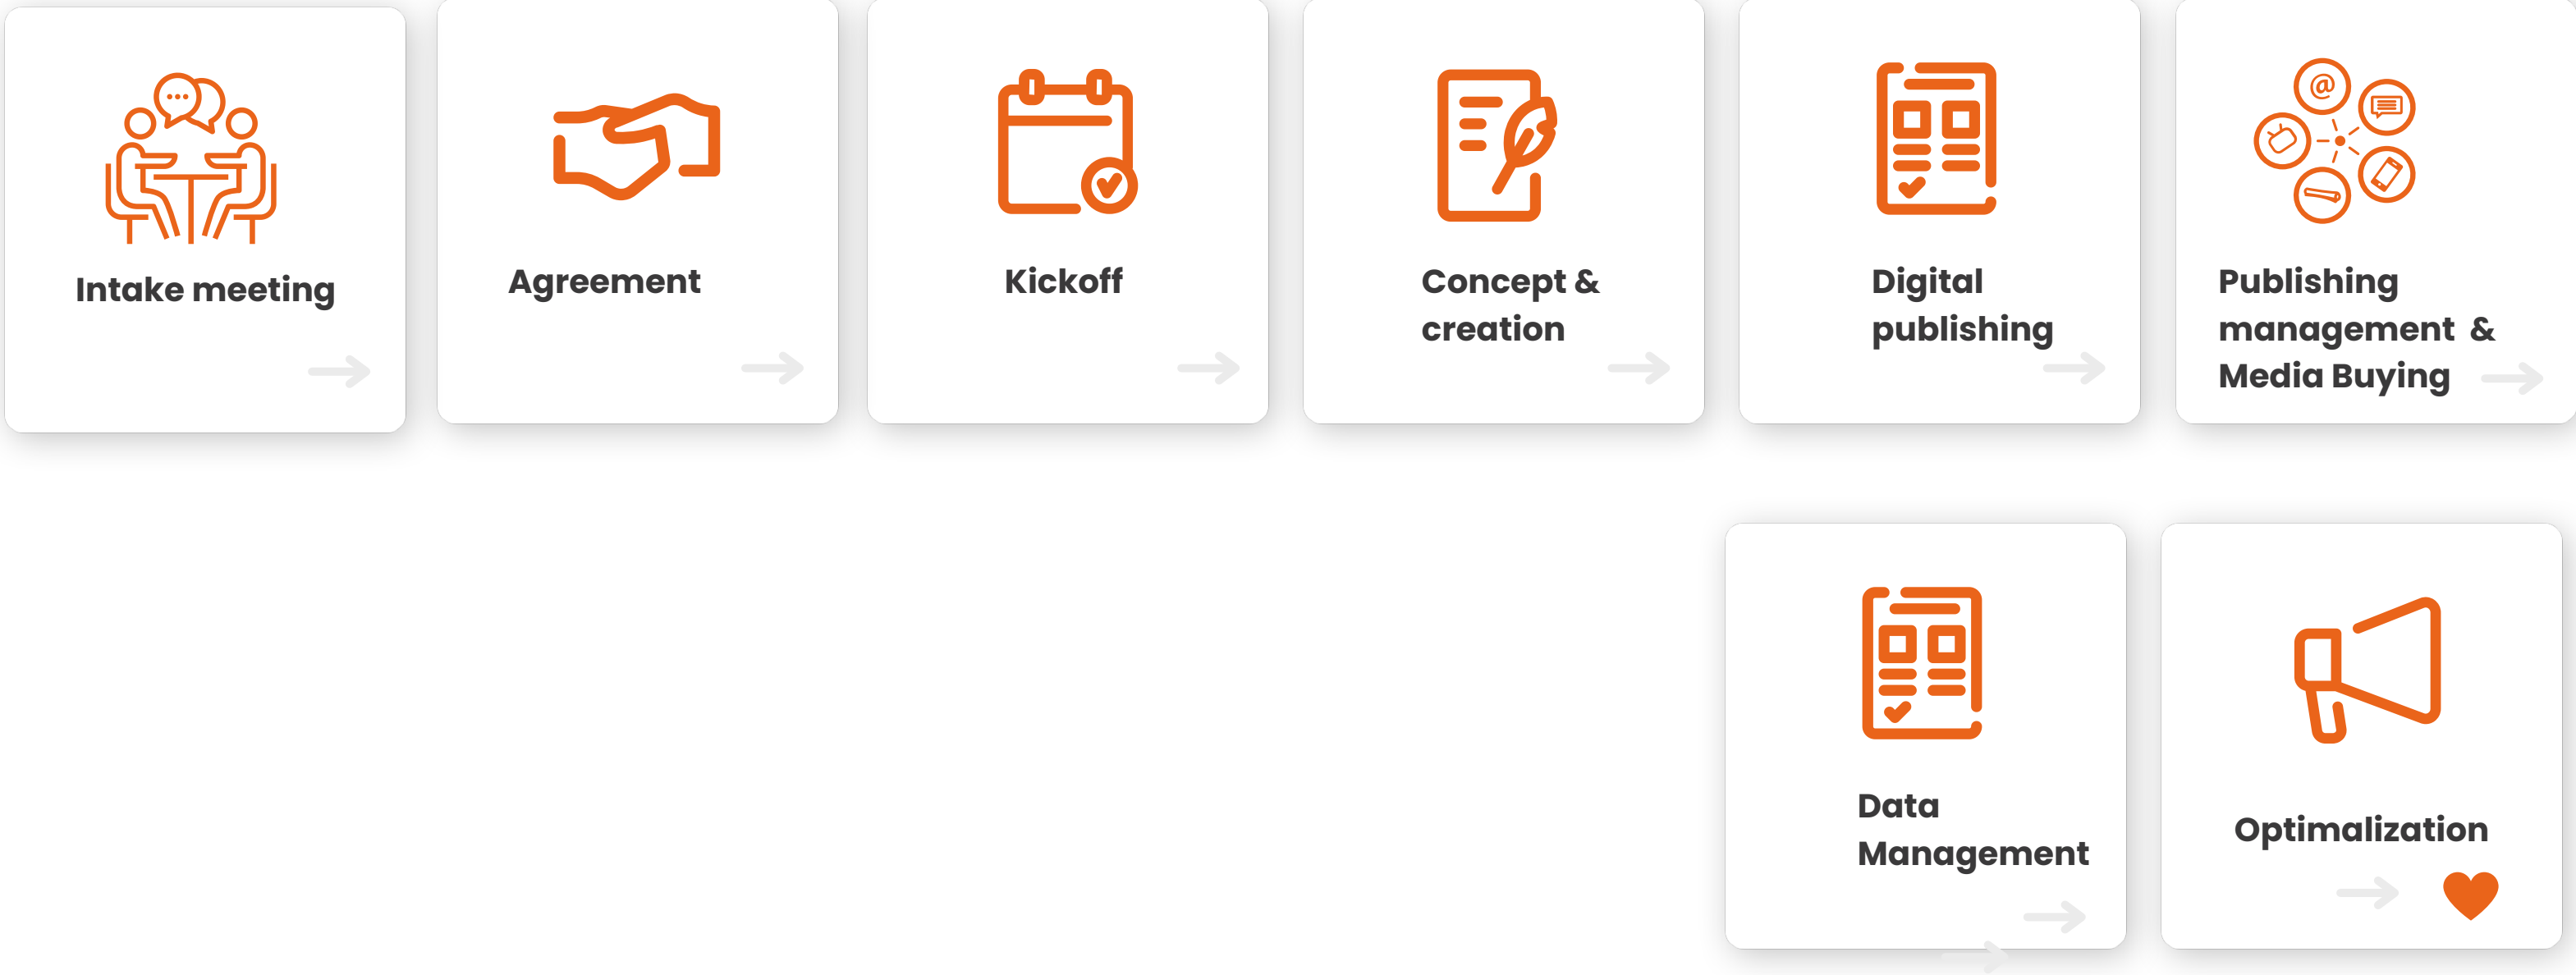 Intake meeting
Agreement
Kickoff
Concept &
creation
Digital
publishing
Publishing
management &
Media Buying
@
Data
Management
Optimalization